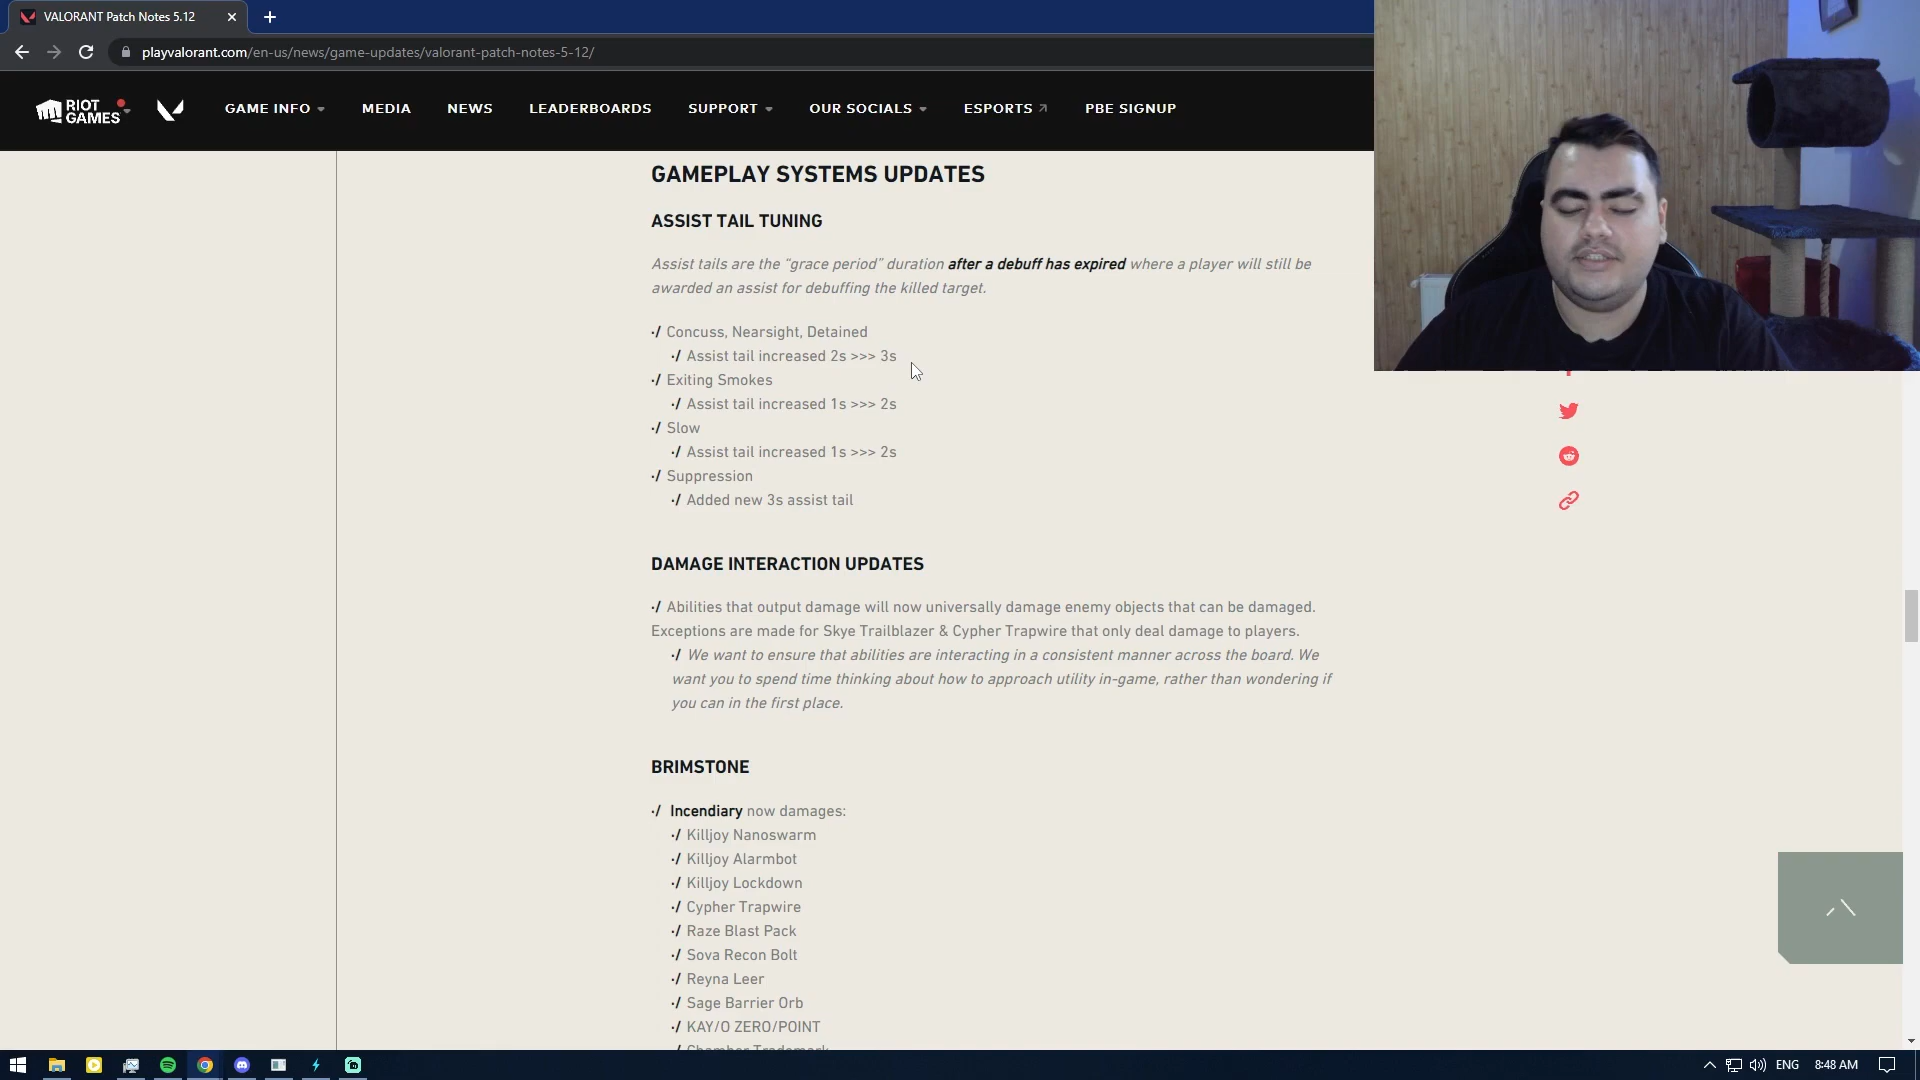 VALORANT Patch Notes 5.12
playvalorant.com/en-us/news/game-updates/valorant-patch-notes-5-12/
RIOT GAMES
GAME INFO MEDIA NEWS LEADERBOARDS SUPPORT OUR SOCIALS ESPORTS PBE SIGNUP
GAMEPLAY SYSTEMS UPDATES
ASSIST TAIL TUNING
Assist tails are the “grace period” duration after a debuff has expired where a player will still be
awarded an assist for debuffing the killed target.
Concuss, Nearsight, Detained
Assist tail increased 2s >>> 3s
Exiting Smokes
Assist tail increased 1s >>> 2s
Slow
Assist tail increased 1s >>> 2s
Suppression
Added new 3s assist tail
DAMAGE INTERACTION UPDATES
Abilities that output damage will now universally damage enemy objects that can be damaged.
Exceptions are made for Skye Trailblazer & Cypher Trapwire that only deal damage to players.
We want to ensure that abilities are interacting in a consistent manner across the board. We
want you to spend time thinking about how to approach utility in-game, rather than wondering if
you can in the first place.
BRIMSTONE
Incendiary now damages:
Killjoy Nanoswarm
Killjoy Alarmbot
Killjoy Lockdown
Cypher Trapwire
Raze Blast Pack
Sova Recon Bolt
Reyna Leer
Sage Barrier Orb
KAY/O ZERO/POINT
Chamber Trademark
ENG 8:48 AM